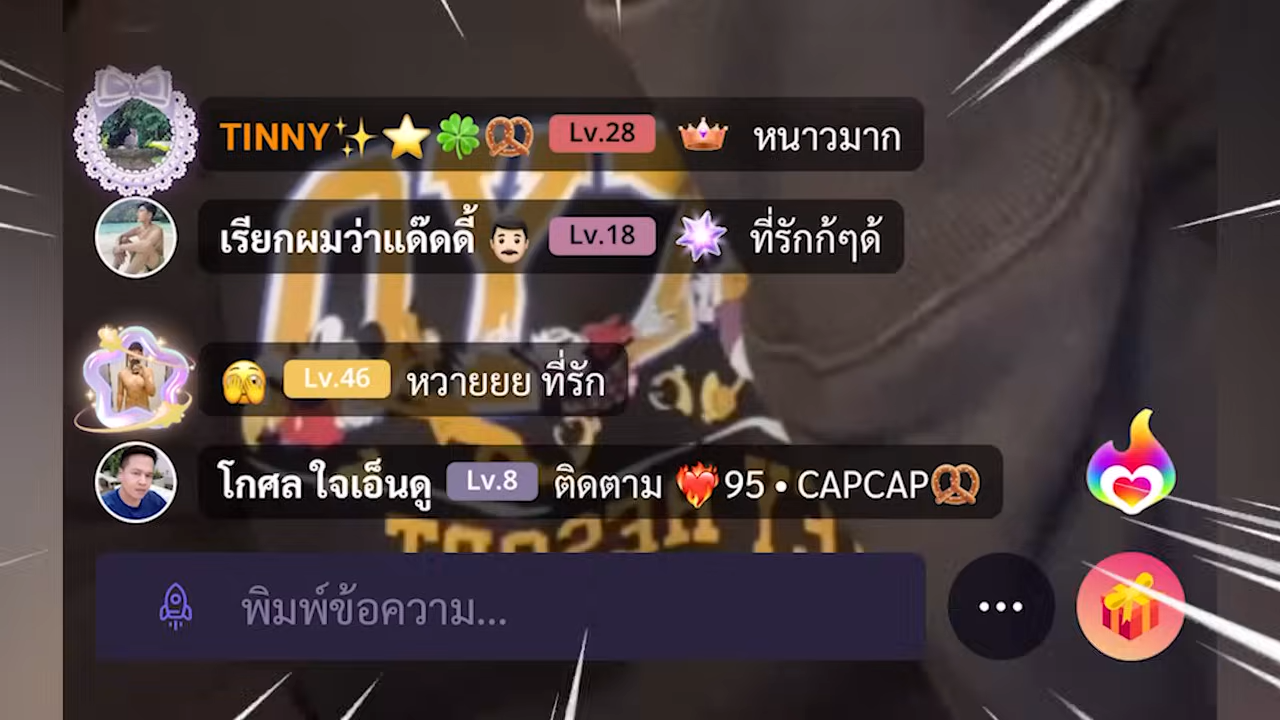 TINNY✨⭐🍀🥨 Lv.28 หนาวมาก
เรียกผมว่าแด๊ดดี้ Lv.18 ที่รักก้ๆด้
Lv.46 หวายยย ที่รัก
โกศล ใจเอ็นดู Lv.8 ติดตาม ❤️‍🔥95 • CAPCAP🥨
พิมพ์ข้อความ...